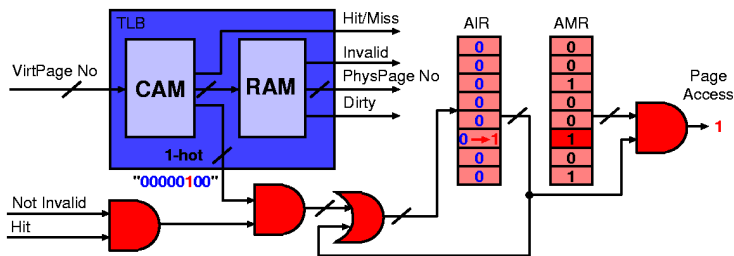 TLB
Hit/Miss
AIR
AMR
Invalid
VirtPage No
CAM
RAM
PhysPage No
Dirty
1-hot
"00000100"
Not Invalid
Hit
0
0
0
0
0
0→1
0
0
0
0
1
0
0
1
0
1
Page
Access
1